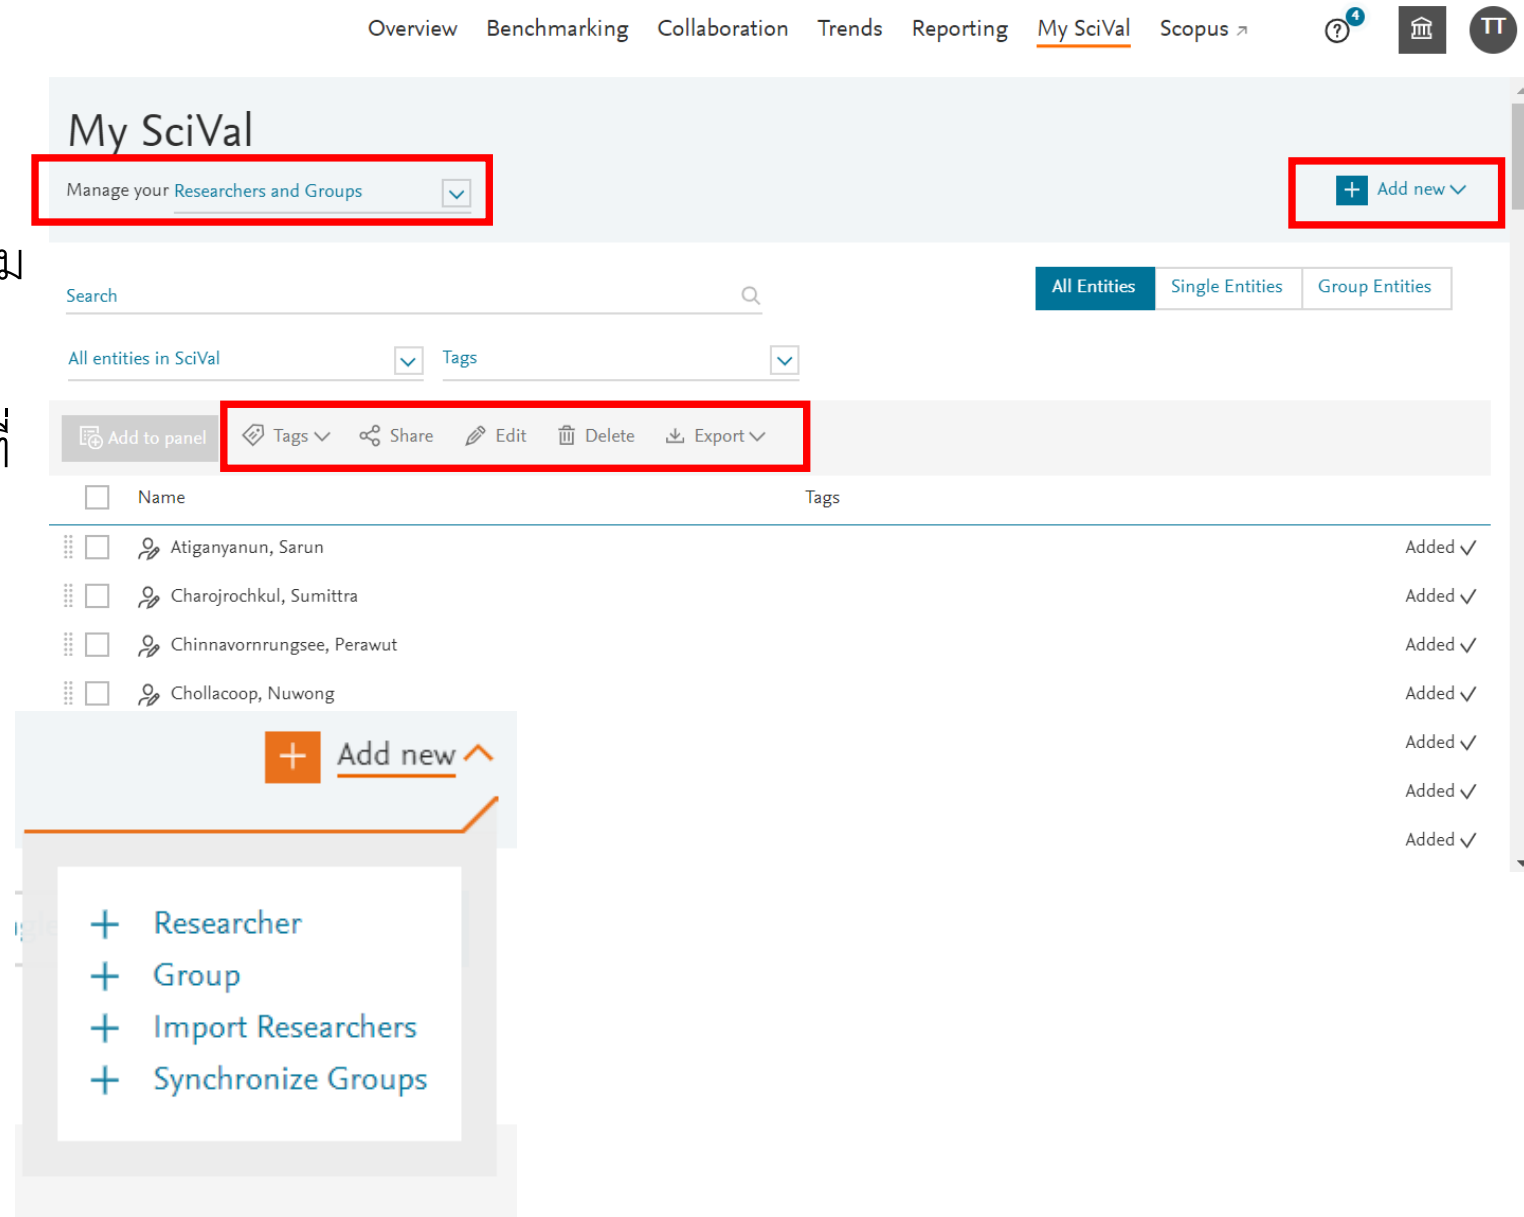 Overview Benchmarking Collaboration Trends Reporting My SciVal Scopus 4 TT
My SciVal
Manage your Researchers and Groups
Add new
Search
All Entities Single Entities Group Entities
All entities in SciVal Tags
Add to panel Tags Share Edit Delete Export
Name Tags
Atiganyanun, Sarun Added
Charojrochkul, Sumittra Added
Chinnavornrungsee, Perawut Added
Chollacoop, Nuwong Added
Added
Added
Added
Add new
Researcher
Group
Import Researchers
Synchronize Groups